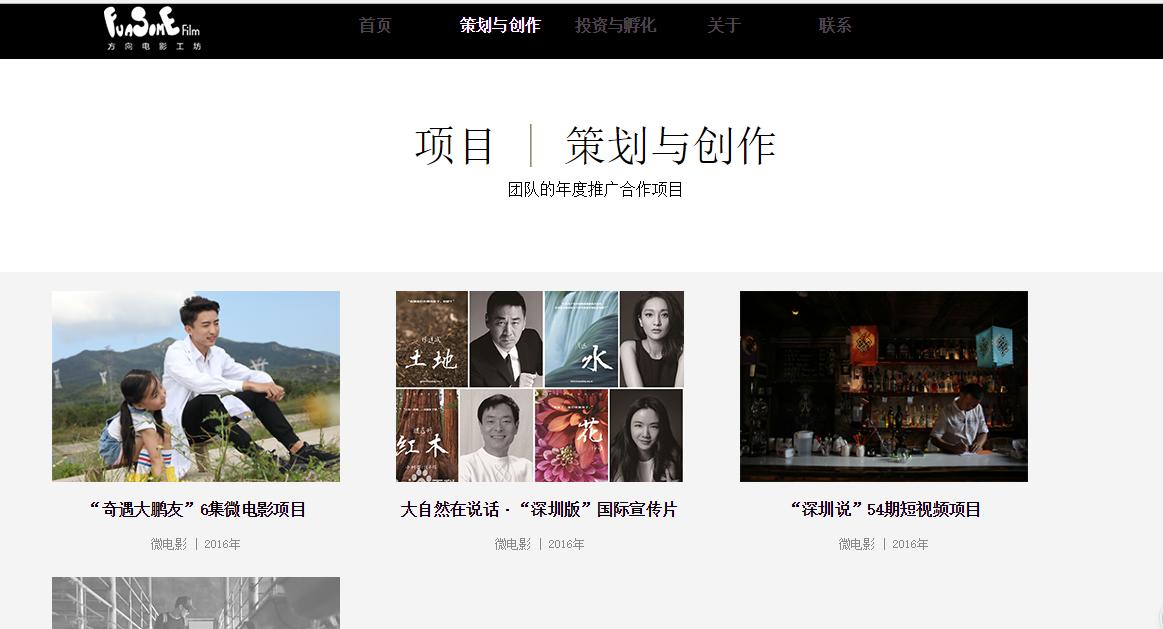 FUASOME Film
方向电影工坊
首页 策划与创作 投资与孵化 关于 联系
项目 | 策划与创作
团队的年度推广合作项目
土地
水
红木
花
“奇遇大鹏友”6集微电影项目
大自然在说话 · “深圳版”国际宣传片
“深圳说”54期短视频项目
微电影 | 2016年
微电影 | 2016年
微电影 | 2016年